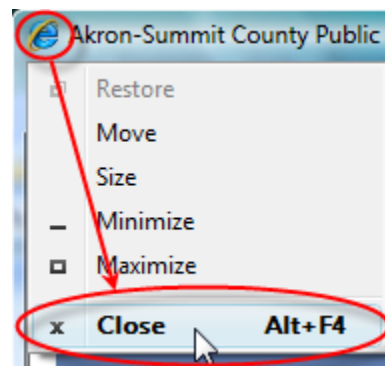 Akron-Summit County Public
Restore
Move
Size
Minimize
Maximize
x Close Alt+F4